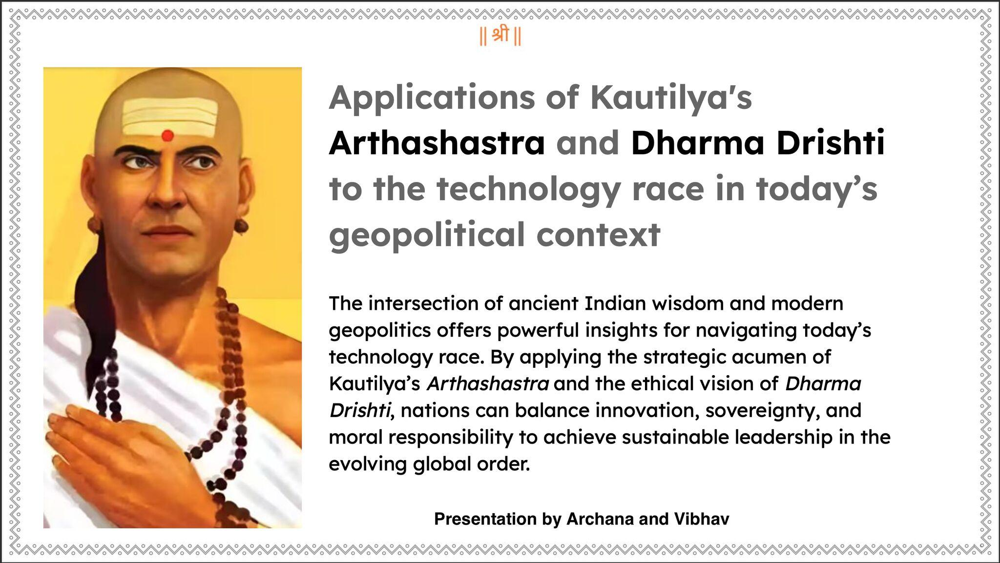 || श्री ||
Applications of Kautilya's
Arthashastra and Dharma Drishti
to the technology race in today’s
geopolitical context
The intersection of ancient Indian wisdom and modern
geopolitics offers powerful insights for navigating today’s
technology race. By applying the strategic acumen of
Kautilya’s Arthashastra and the ethical vision of Dharma
Drishti, nations can balance innovation, sovereignty, and
moral responsibility to achieve sustainable leadership in the
evolving global order.
Presentation by Archana and Vibhav